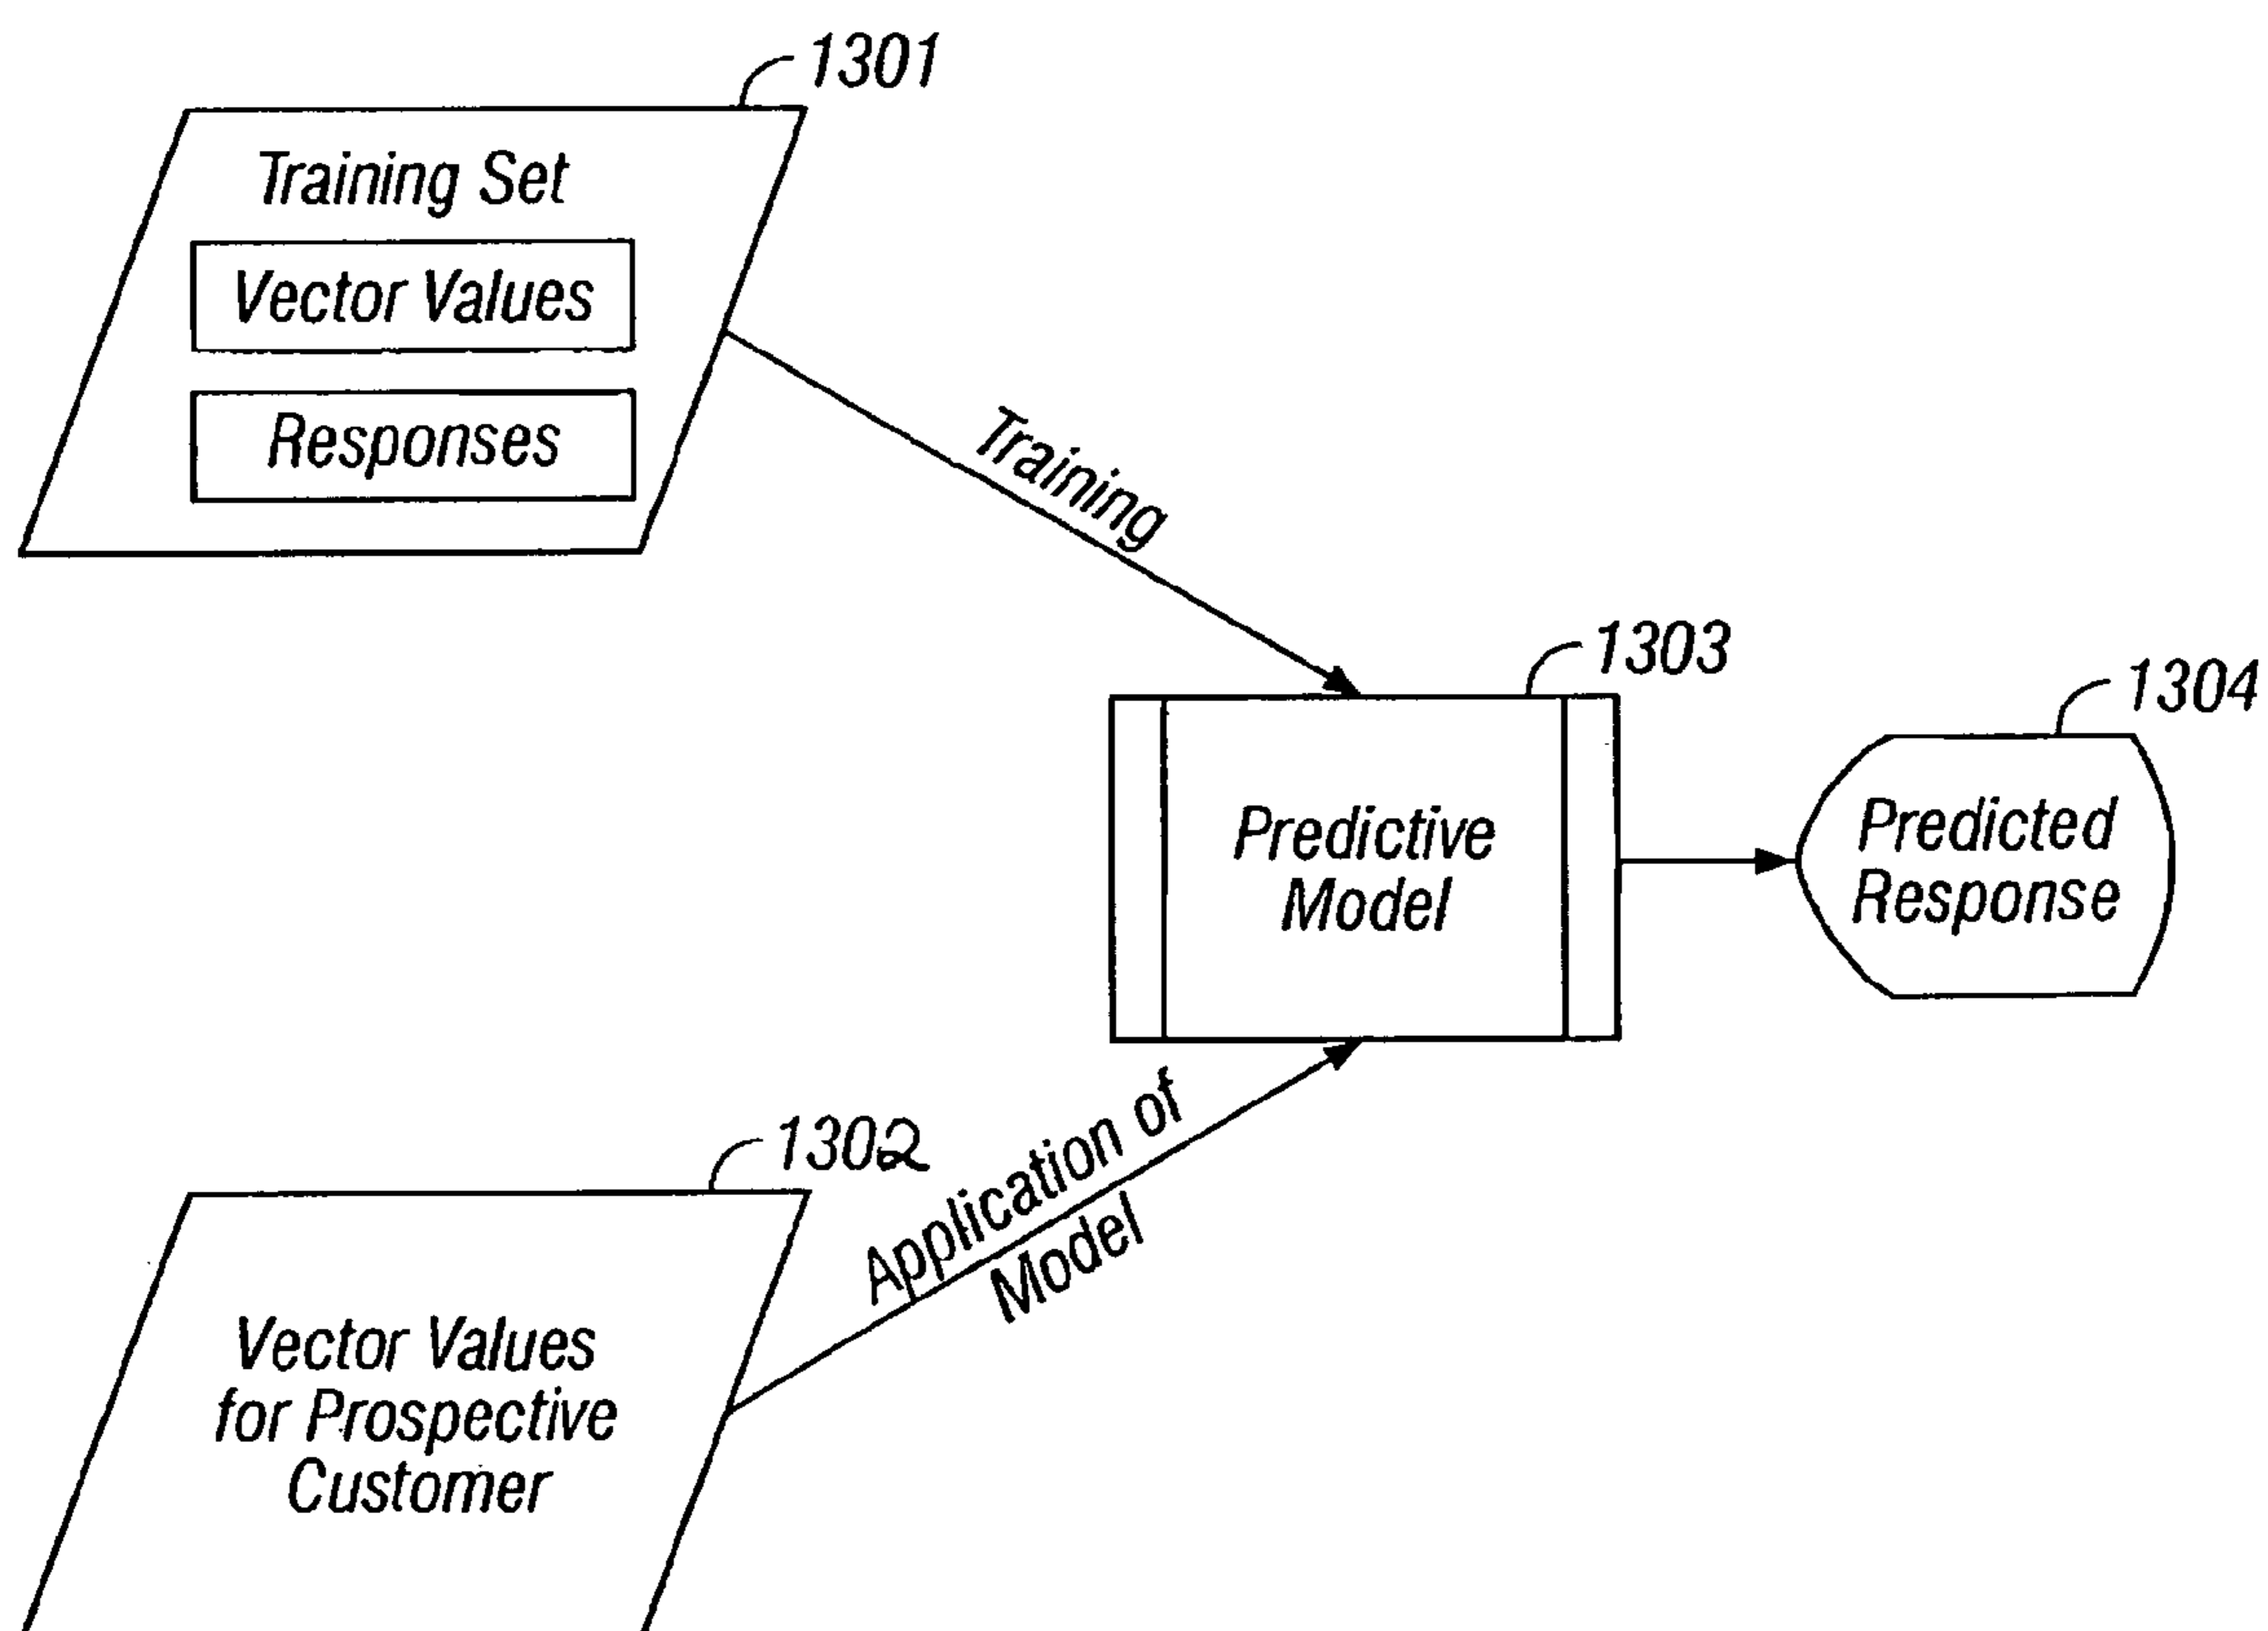 1301
Training Set
Vector Values
Responses
Training
1303
1304
Predictive
Model
Predicted
Response
1302
Application of
Model
Vector Values
for Prospective
Customer